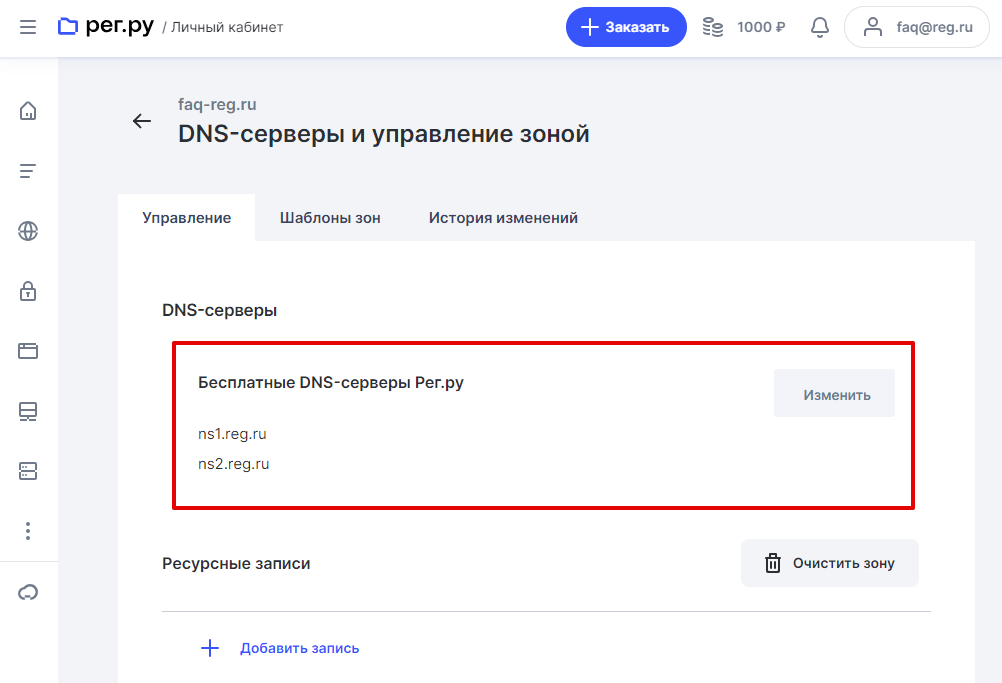 рег.ру / Личный кабинет
Заказать
1000 ₽
faq@reg.ru
faq-reg.ru
DNS-серверы и управление зоной
Управление
Шаблоны зон
История изменений
DNS-серверы
Бесплатные DNS-серверы Рег.ру
Изменить
ns1.reg.ru
ns2.reg.ru
Ресурсные записи
Очистить зону
Добавить запись